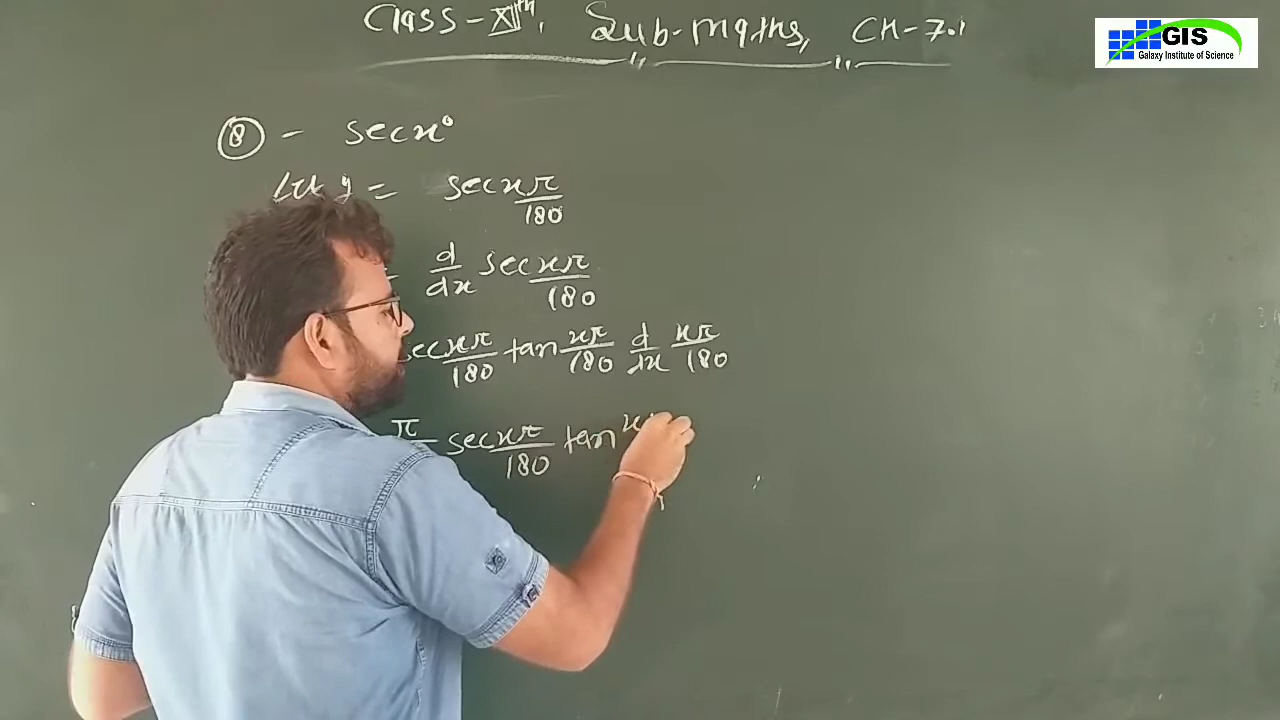 Class-XIIth, Sub-Maths, CH-7.1
GIS
Galaxy Institute of Science
⑧ - secx°
let y = sec xπ/180
= d/dx sec xπ/180
sec xπ/180 tan xπ/180 d/dx xπ/180
π sec xπ/180 tan x